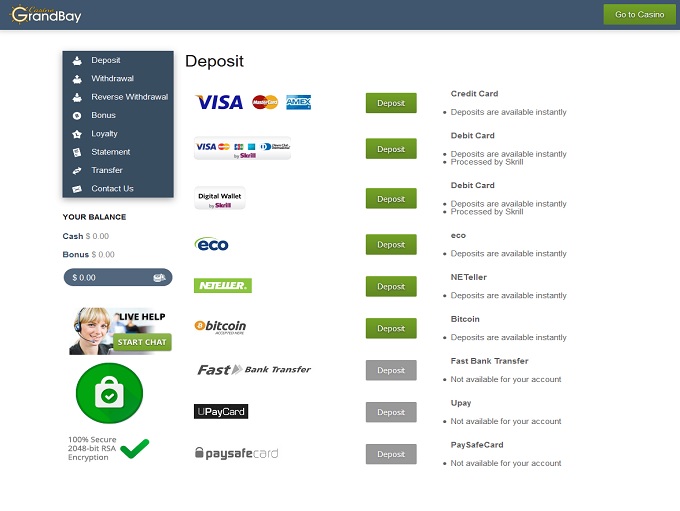 Casino
GrandBay
Go to Casino
Deposit
Withdrawal
Reverse Withdrawal
Bonus
Loyalty
Statement
Transfer
Contact Us
YOUR BALANCE
Cash $ 0.00
Bonus $ 0.00
$ 0.00
LIVE HELP
START CHAT
100% Secure
2048-bit RSA
Encryption
Deposit
VISA MasterCard AMEX
Deposit
Credit Card
Deposits are available instantly
VISA
by Skrill
Deposit
Debit Card
Deposits are available instantly
Processed by Skrill
Digital Wallet
by Skrill
Deposit
Debit Card
Deposits are available instantly
Processed by Skrill
eco
Deposit
eco
Deposits are available instantly
NETELLER
Deposit
NETeller
Deposits are available instantly
bitcoin
ACCEPTED HERE
Deposit
Bitcoin
Deposits are available instantly
Fast Bank Transfer
Deposit
Fast Bank Transfer
Not available for your account
UPayCard
Deposit
Upay
Not available for your account
paysafecard
Deposit
PaySafeCard
Not available for your account